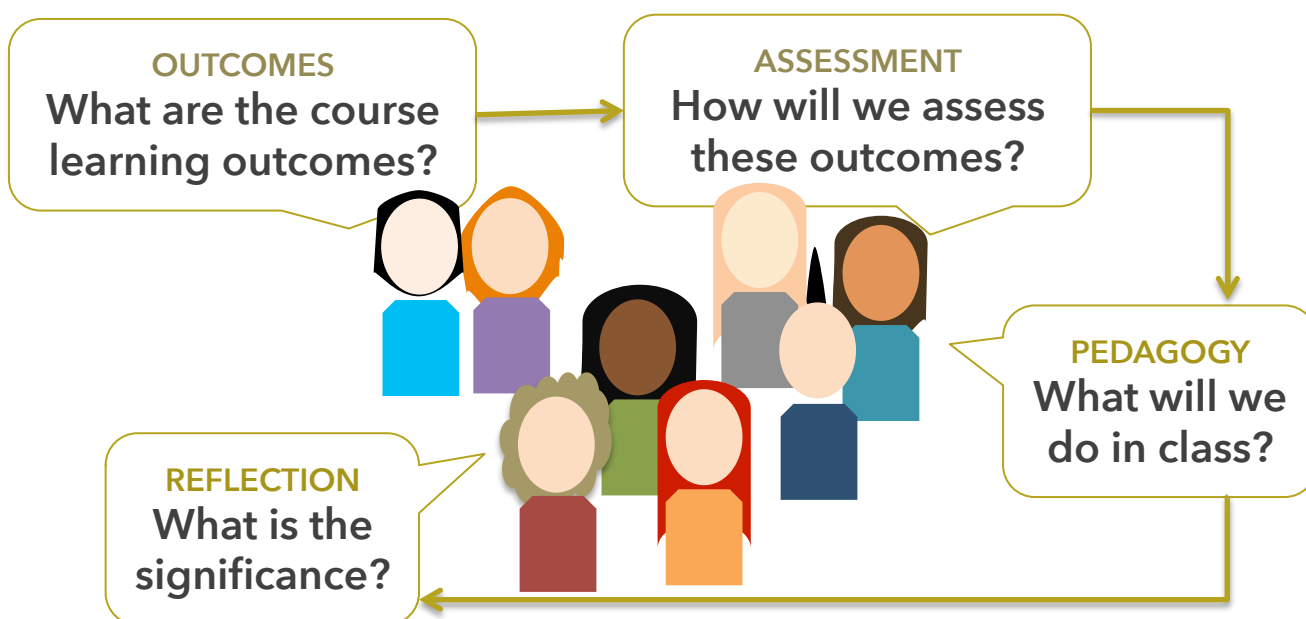 OUTCOMES
What are the course
learning outcomes?
ASSESSMENT
How will we assess
these outcomes?
PEDAGOGY
What will we
do in class?
REFLECTION
What is the
significance?